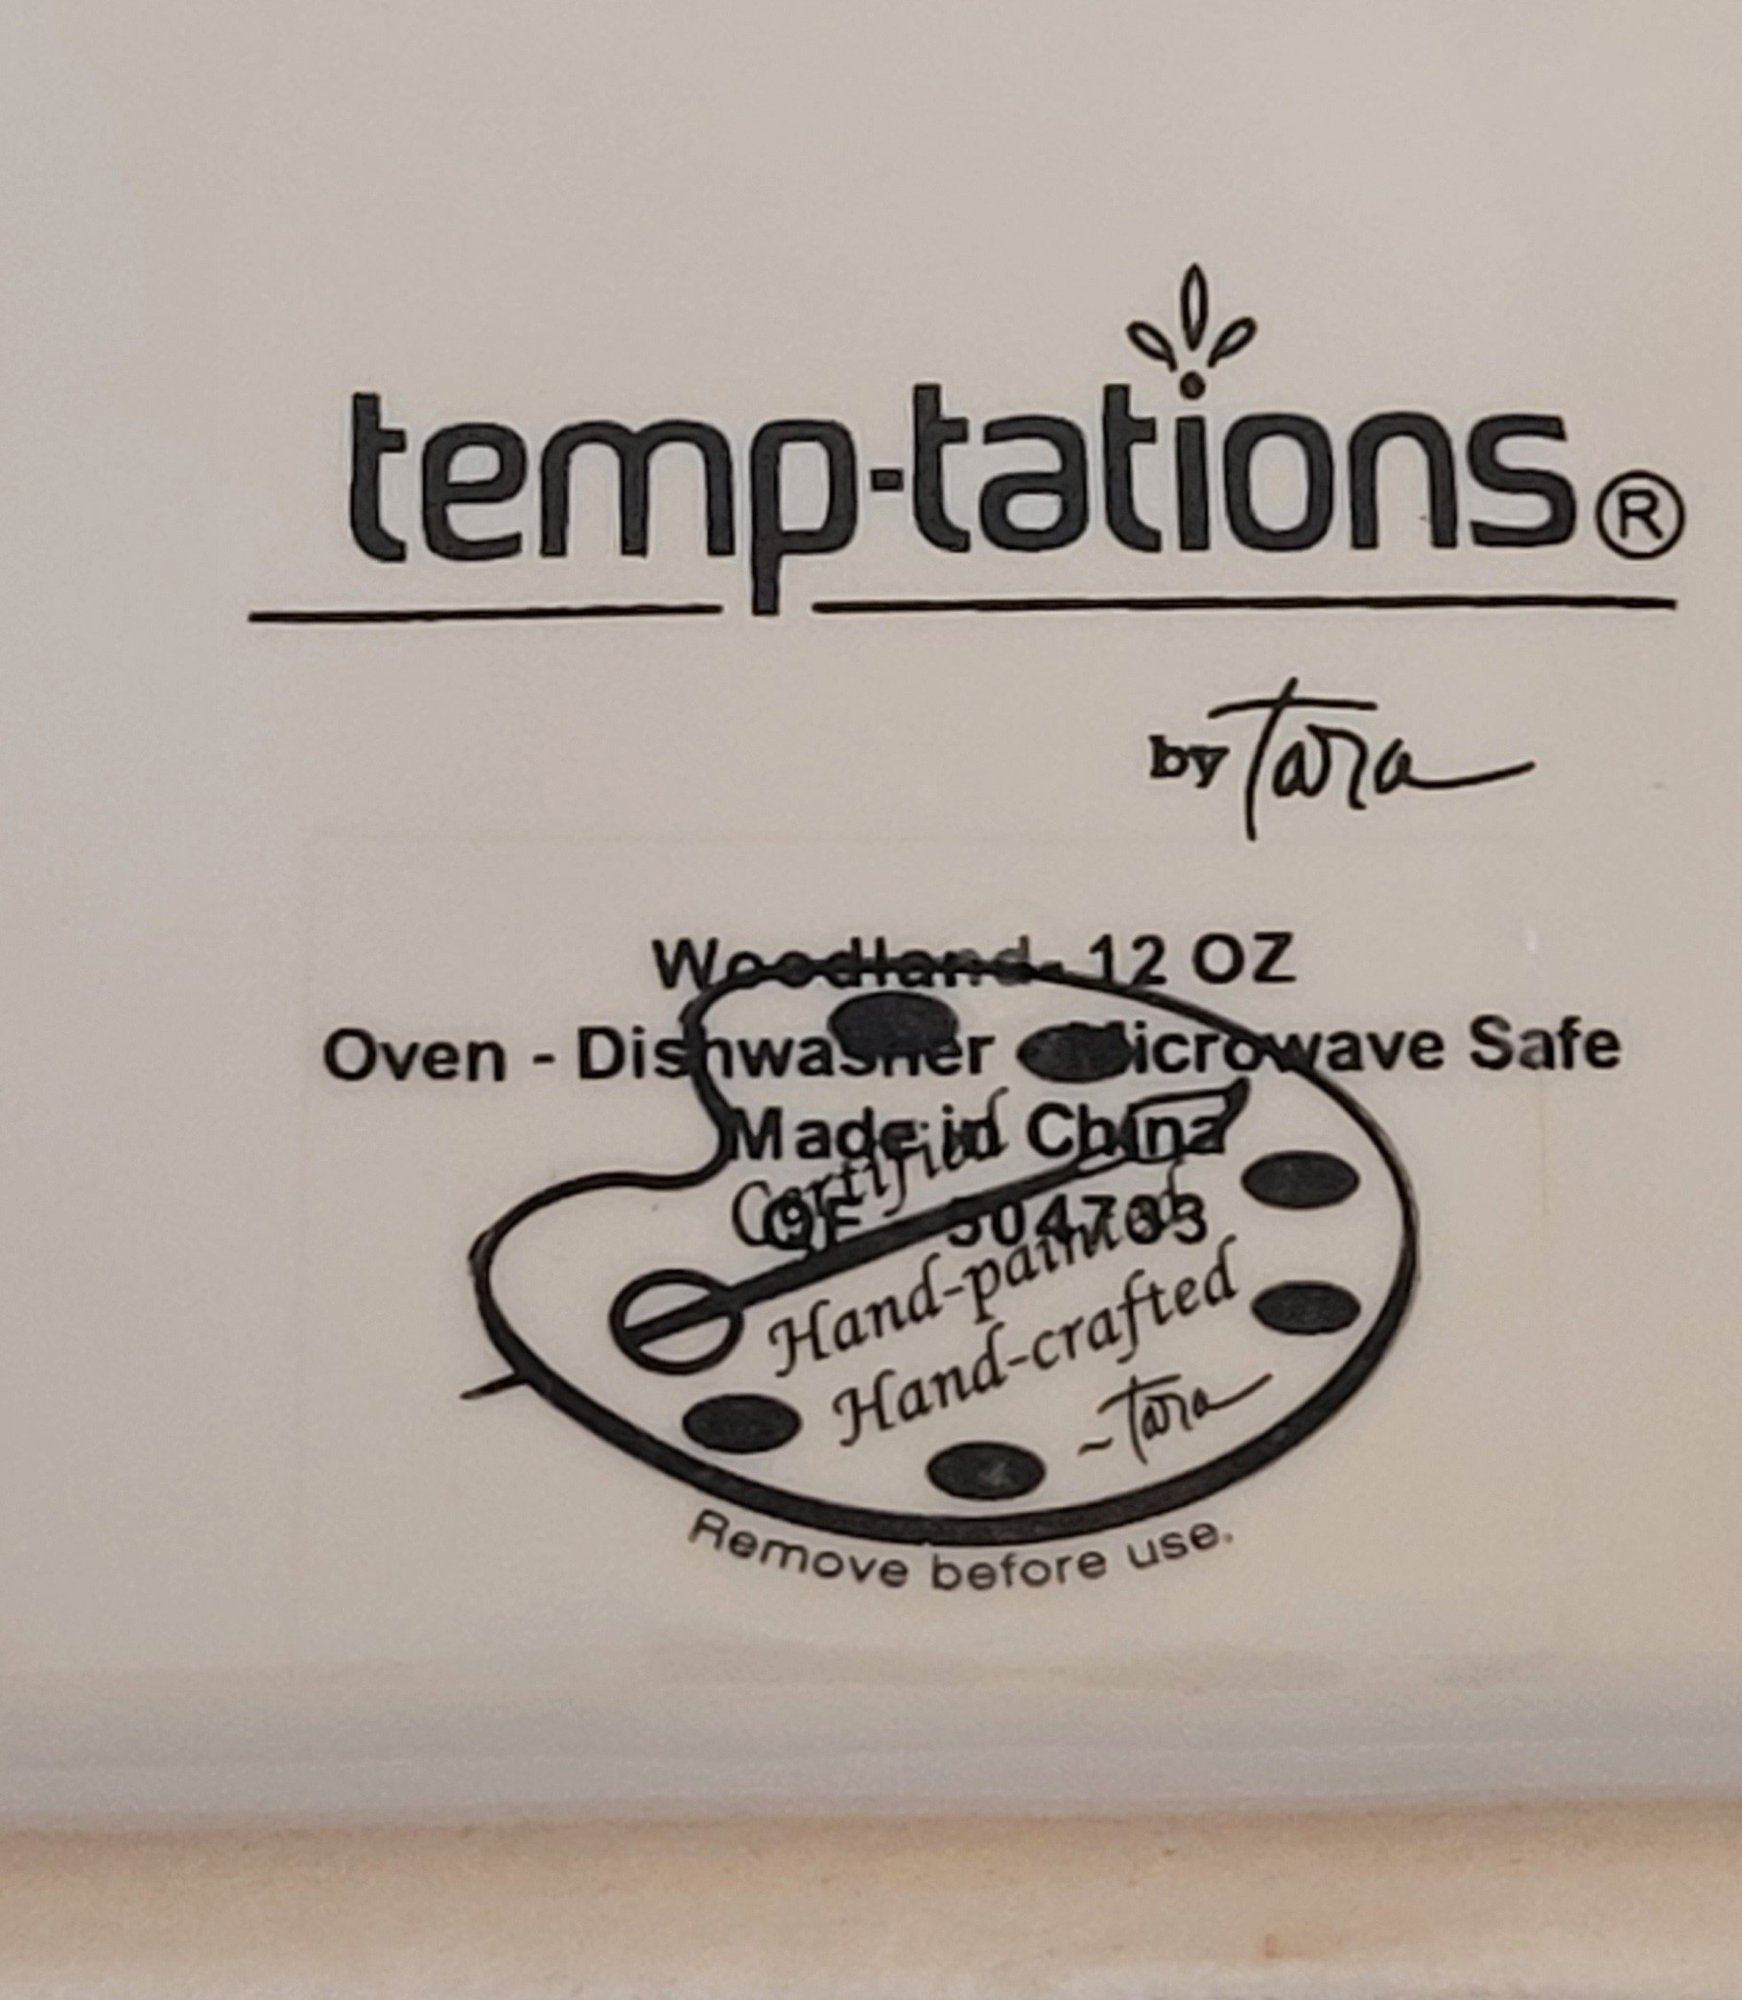 temp-tations®
by Tara
Woodland - 12 OZ
Oven - Dishwasher - Microwave Safe
Made in China
Certified
Hand-painted
Hand-crafted
~Tara
Remove before use.